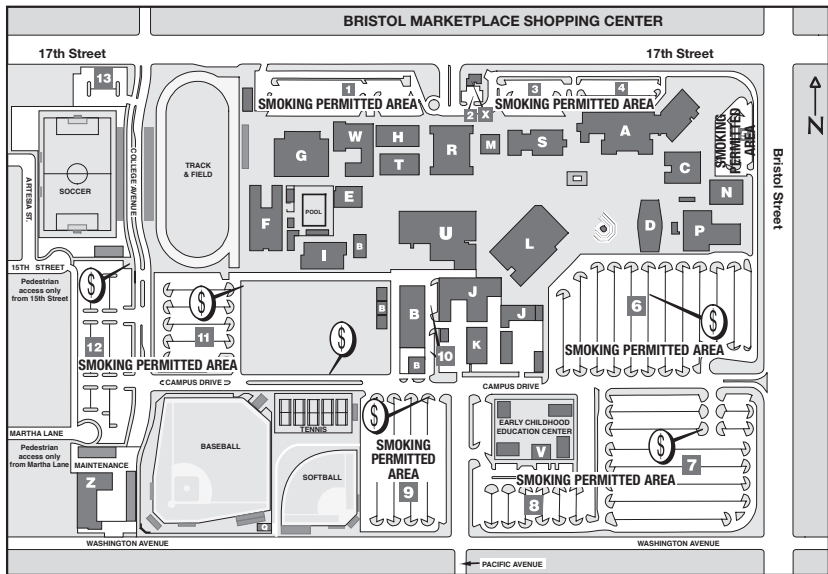 BRISTOL MARKETPLACE SHOPPING CENTER
17th Street
17th Street
13
1
SMOKING PERMITTED AREA
3
4
SMOKING PERMITTED AREA
2
X
N
SMOKING
PERMITTED
AREA
Bristol Street
ARTESIA ST.
SOCCER
COLLEGE AVENUE
TRACK
& FIELD
G
W
H
T
R
M
S
A
C
N
F
POOL
E
I
B
U
L
D
P
15TH STREET
Pedestrian
access only
from 15th Street
$
$
11
12
SMOKING PERMITTED AREA
$
B
B
B
10
J
J
K
6
$
SMOKING PERMITTED AREA
CAMPUS DRIVE
CAMPUS DRIVE
MARTHA LANE
Pedestrian
access only
from Martha Lane
MAINTENANCE
Z
BASEBALL
TENNIS
SOFTBALL
$
SMOKING
PERMITTED
AREA
9
EARLY CHILDHOOD
EDUCATION CENTER
V
SMOKING PERMITTED AREA
8
$
7
WASHINGTON AVENUE
WASHINGTON AVENUE
PACIFIC AVENUE